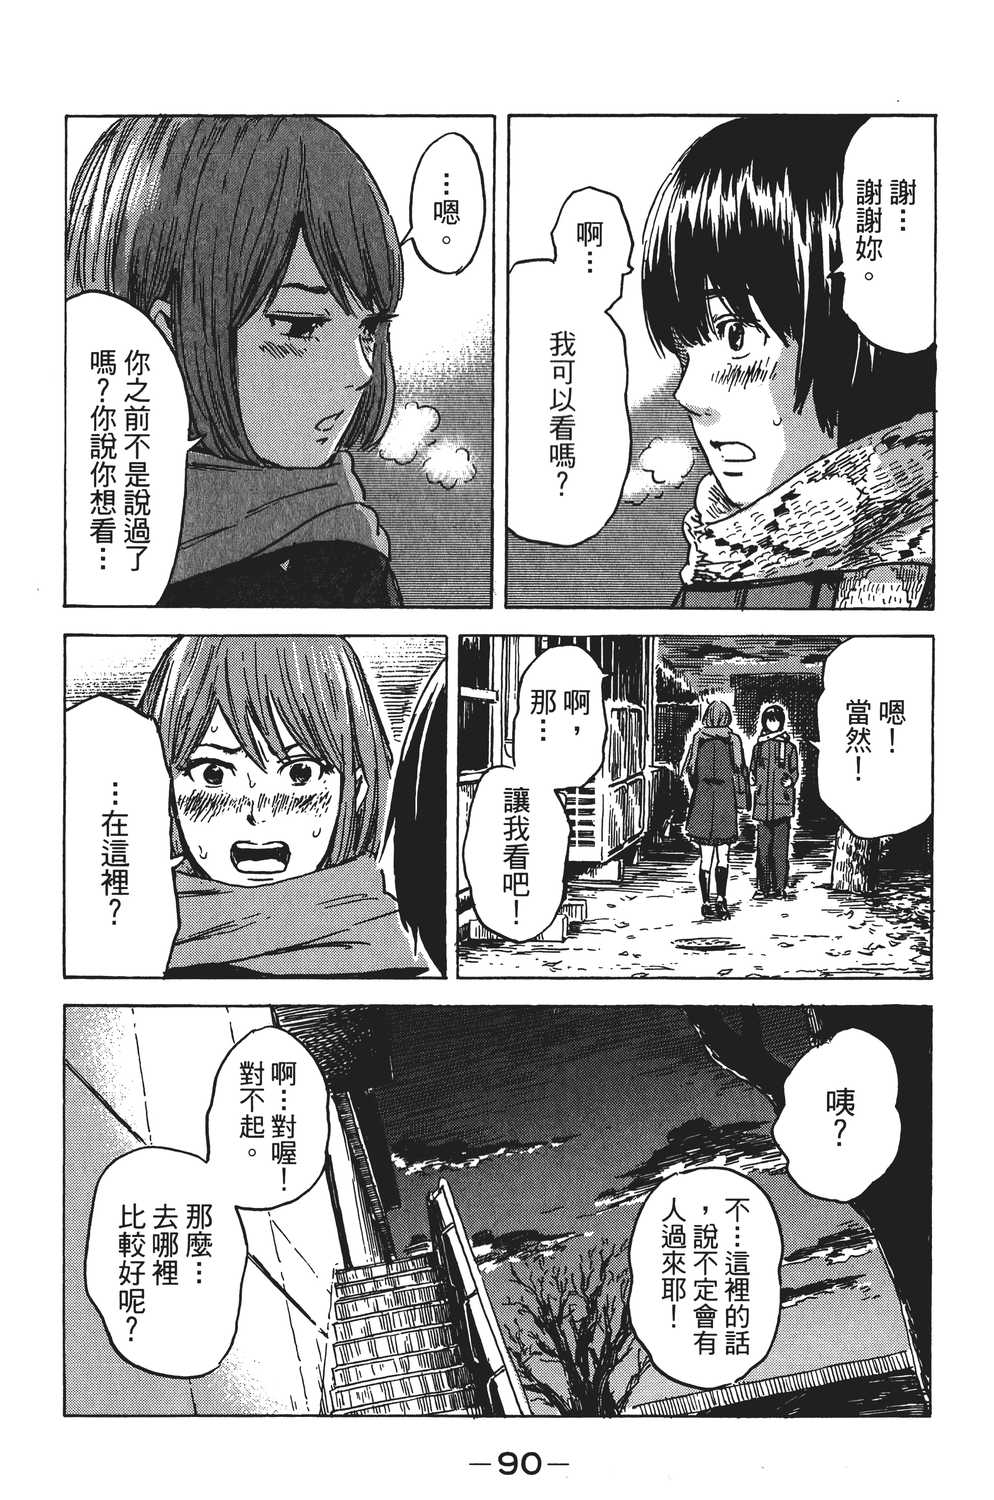 謝⋯
謝謝妳。
啊⋯
我可以看嗎?
⋯嗯。
你之前不是說過了
嗎?你說你想看⋯
嗯!
當然!
啊,
那⋯
讓我看吧!
⋯在這裡?
咦?
不⋯這裡的話
,說不定會有
人過來耶!
啊⋯對喔!
對不起。
那麼⋯
去哪裡
比較好呢?
—90—